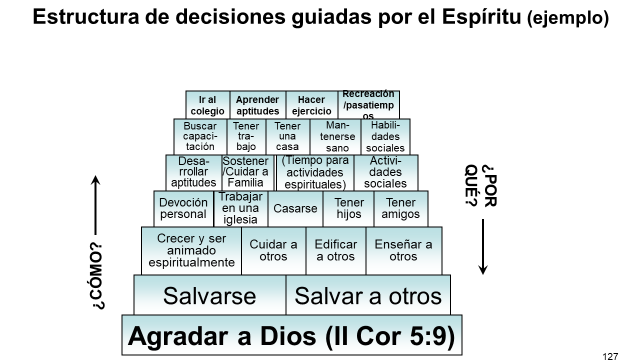 Estructura de decisiones guiadas por el Espíritu (ejemplo)
Ir al
colegio
Aprender
aptitudes
Hacer
ejercicio
Recreación
/pasatiemp
os
Buscar
capaci-
tación
Tener
tra-
bajo
Tener
una
casa
Man-
tenerse
sano
Habili-
dades
sociales
Desa-
rrollar
aptitudes
Sostener
/Cuidar a
Familia
(Tiempo para
actividades
espirituales)
Activi-
dades
sociales
Devoción
personal
Trabajar
en una
iglesia
Casarse
Tener
hijos
Tener
amigos
Crecer y ser
animado
espiritualmente
Cuidar a
otros
Edificar
a otros
Enseñar a
otros
Salvarse
Salvar a otros
Agradar a Dios (II Cor 5:9)
¿CÓMO?
¿POR
QUÉ?
127